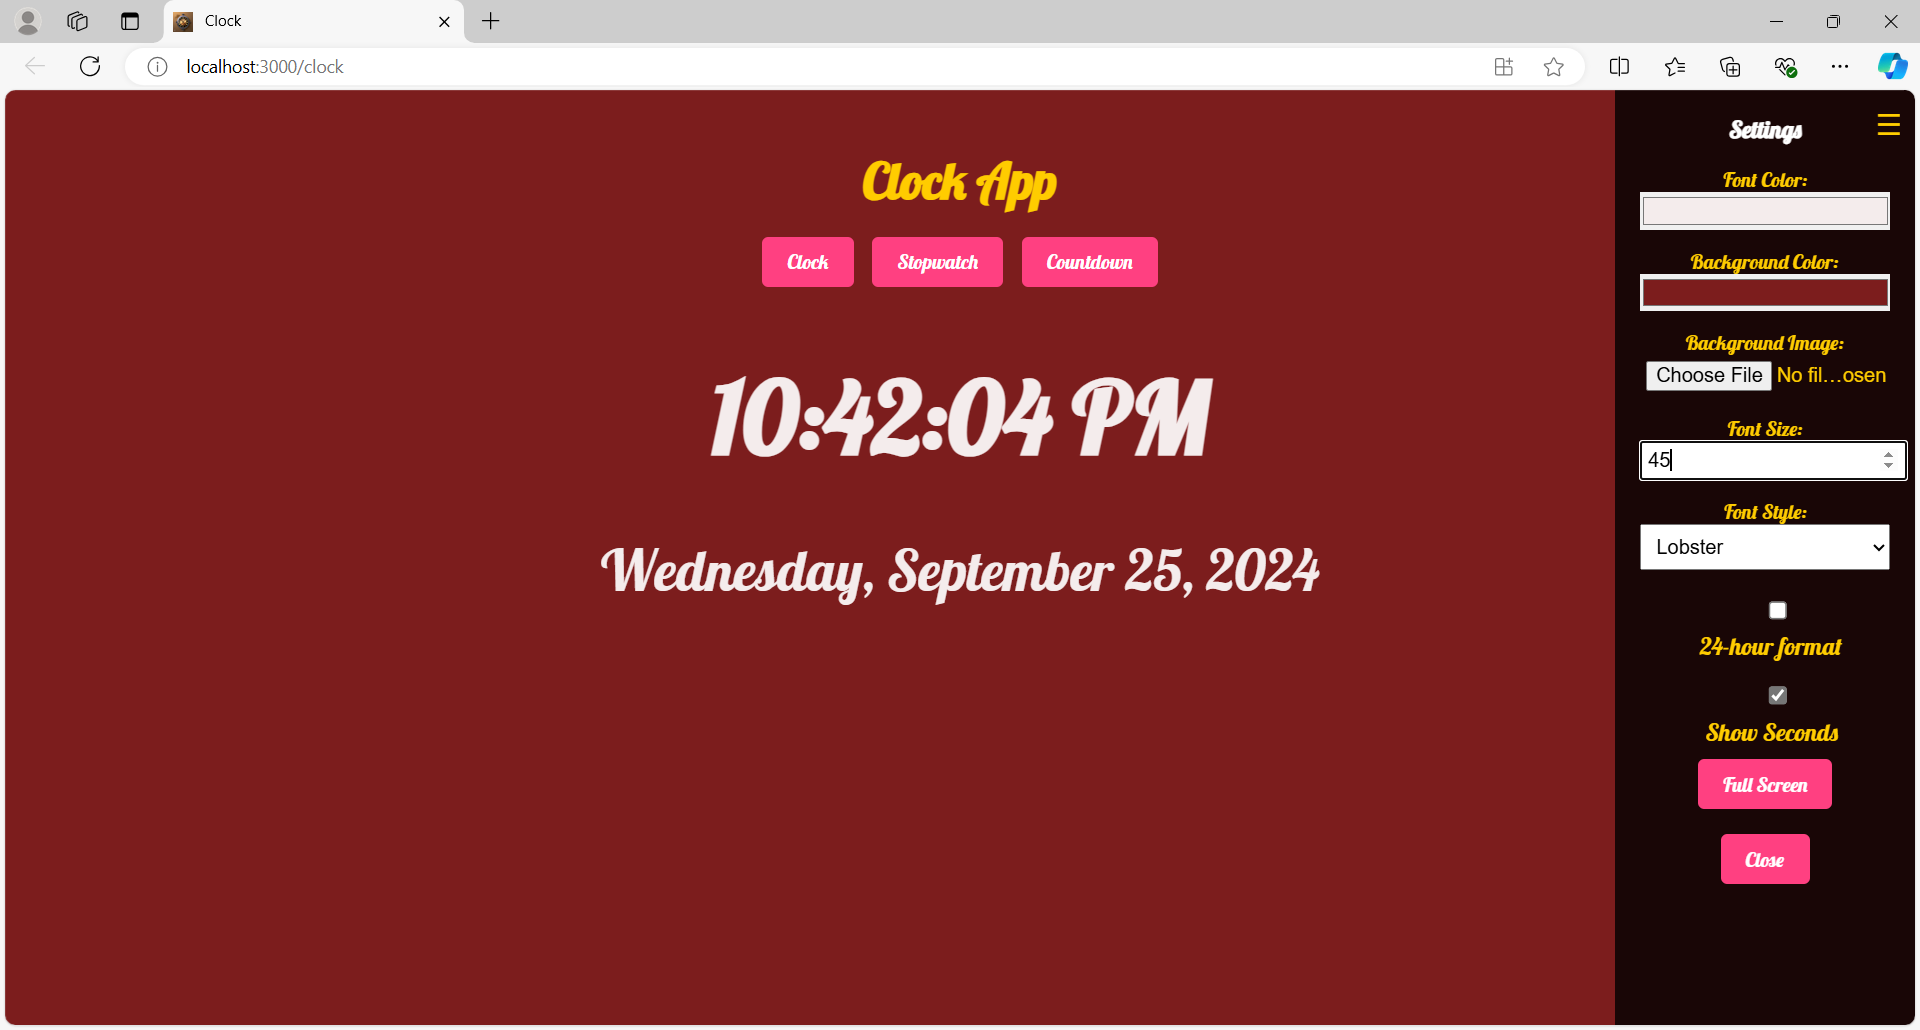 Clock
localhost:3000/clock
Clock App
Clock Stopwatch Countdown
10:42:04 PM
Wednesday, September 25, 2024
Settings
Font Color:
Background Color:
Background Image:
Choose File No fil...osen
Font Size:
45
Font Style:
Lobster
24-hour format
Show Seconds
Full Screen
Close